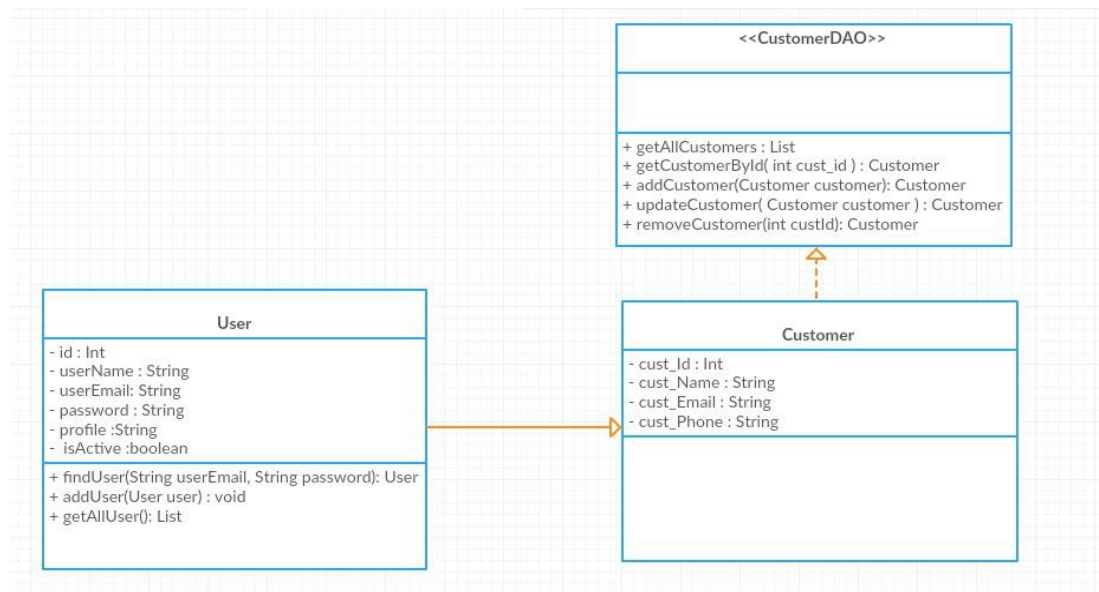 <<CustomerDAO>>
+ getAllCustomers : List
+ getCustomerById( int cust_id ) : Customer
+ addCustomer(Customer customer): Customer
+ updateCustomer( Customer customer ) : Customer
+ removeCustomer(int custId): Customer
User
- id : Int
- userName : String
- userEmail: String
- password : String
- profile :String
- isActive :boolean
+ findUser(String userEmail, String password): User
+ addUser(User user) : void
+ getAllUser(): List
Customer
- cust_Id : Int
- cust_Name : String
- cust_Email : String
- cust_Phone : String